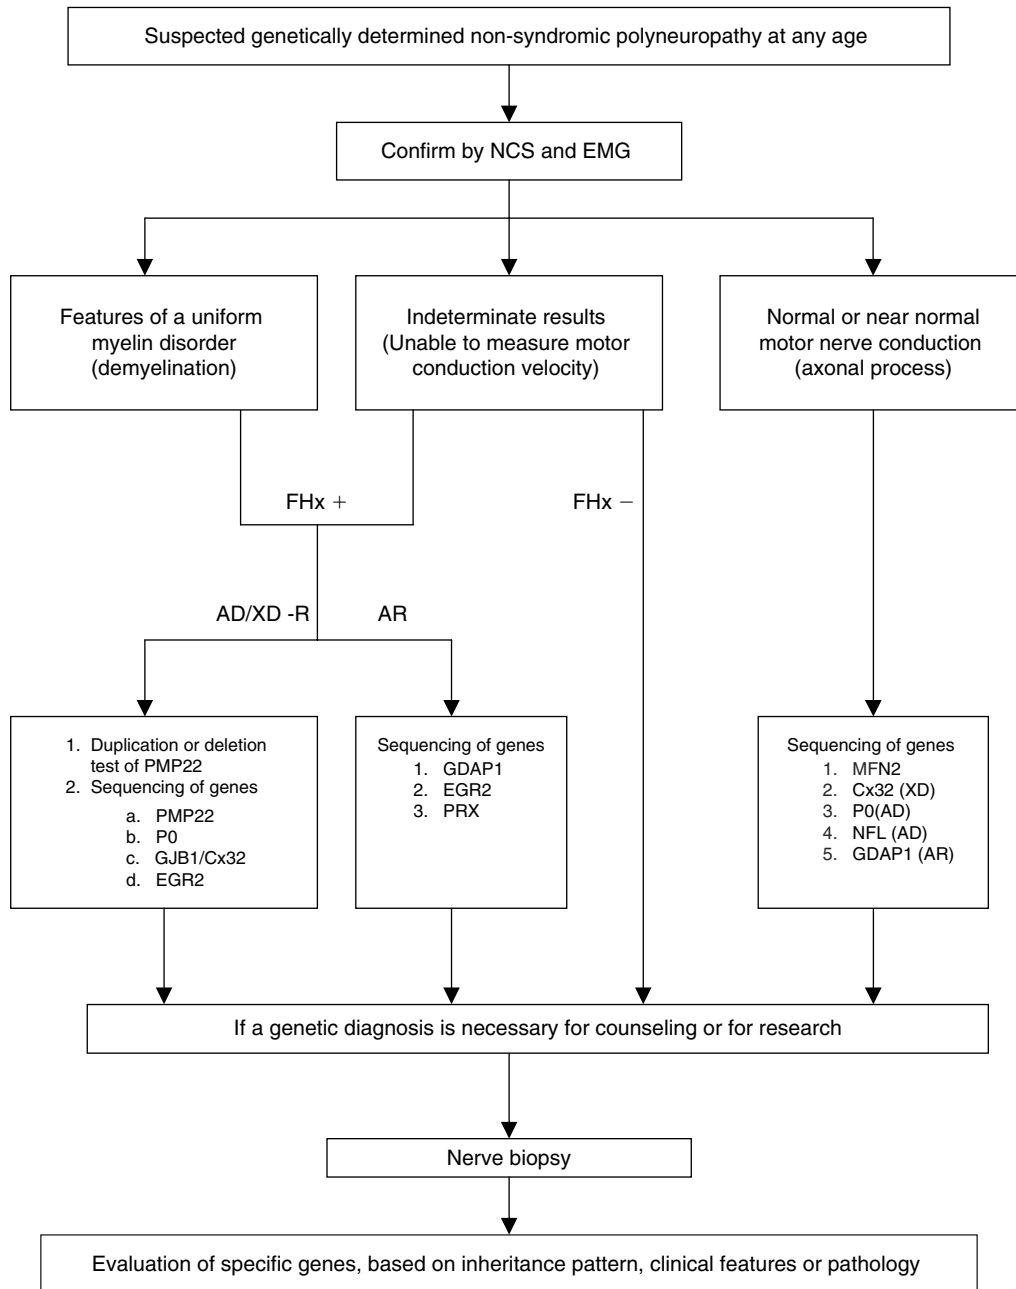 Suspected genetically determined non-syndromic polyneuropathy at any age
Confirm by NCS and EMG
Features of a uniform
myelin disorder
(demyelination)
Indeterminate results
(Unable to measure motor
conduction velocity)
Normal or near normal
motor nerve conduction
(axonal process)
FHx +
FHx −
AD/XD -R
AR
1. Duplication or deletion
test of PMP22
2. Sequencing of genes
a. PMP22
b. P0
c. GJB1/Cx32
d. EGR2
Sequencing of genes
1. GDAP1
2. EGR2
3. PRX
Sequencing of genes
1. MFN2
2. Cx32 (XD)
3. P0(AD)
4. NFL (AD)
5. GDAP1 (AR)
If a genetic diagnosis is necessary for counseling or for research
Nerve biopsy
Evaluation of specific genes, based on inheritance pattern, clinical features or pathology